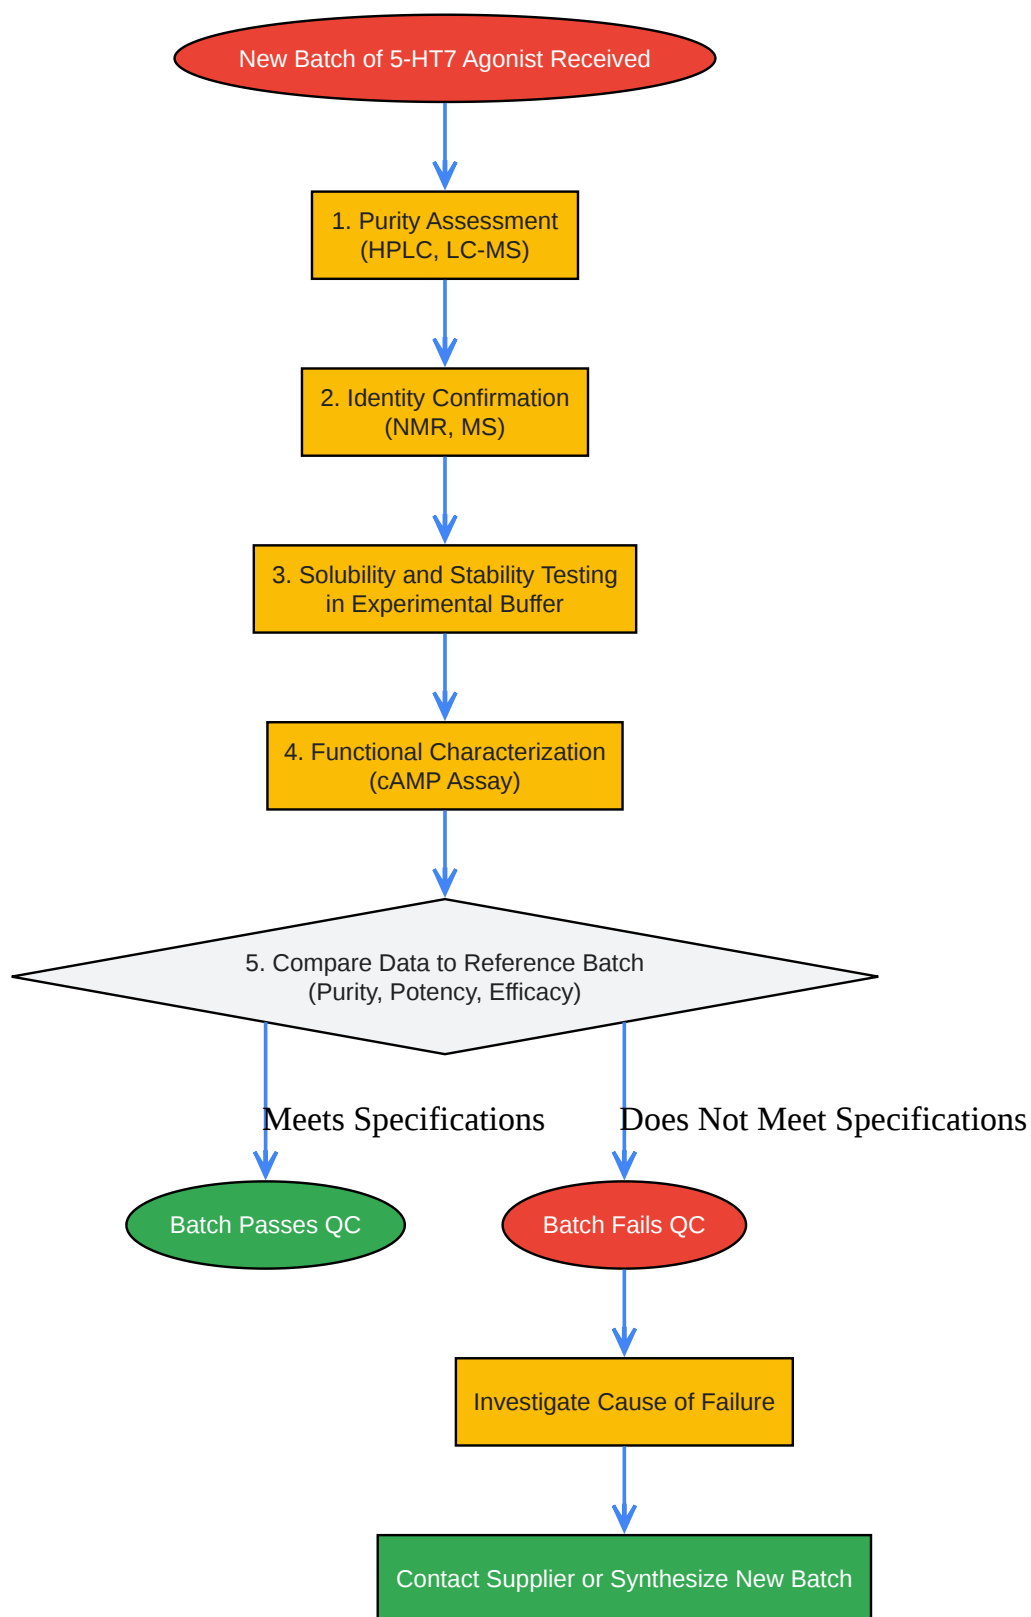 New Batch of 5-HT7 Agonist Received
1. Purity Assessment
(HPLC, LC-MS)
2. Identity Confirmation
(NMR, MS)
3. Solubility and Stability Testing
in Experimental Buffer
4. Functional Characterization
(cAMP Assay)
5. Compare Data to Reference Batch
(Purity, Potency, Efficacy)
Meets Specifications
Does Not Meet Specifications
Batch Passes QC
Batch Fails QC
Investigate Cause of Failure
Contact Supplier or Synthesize New Batch